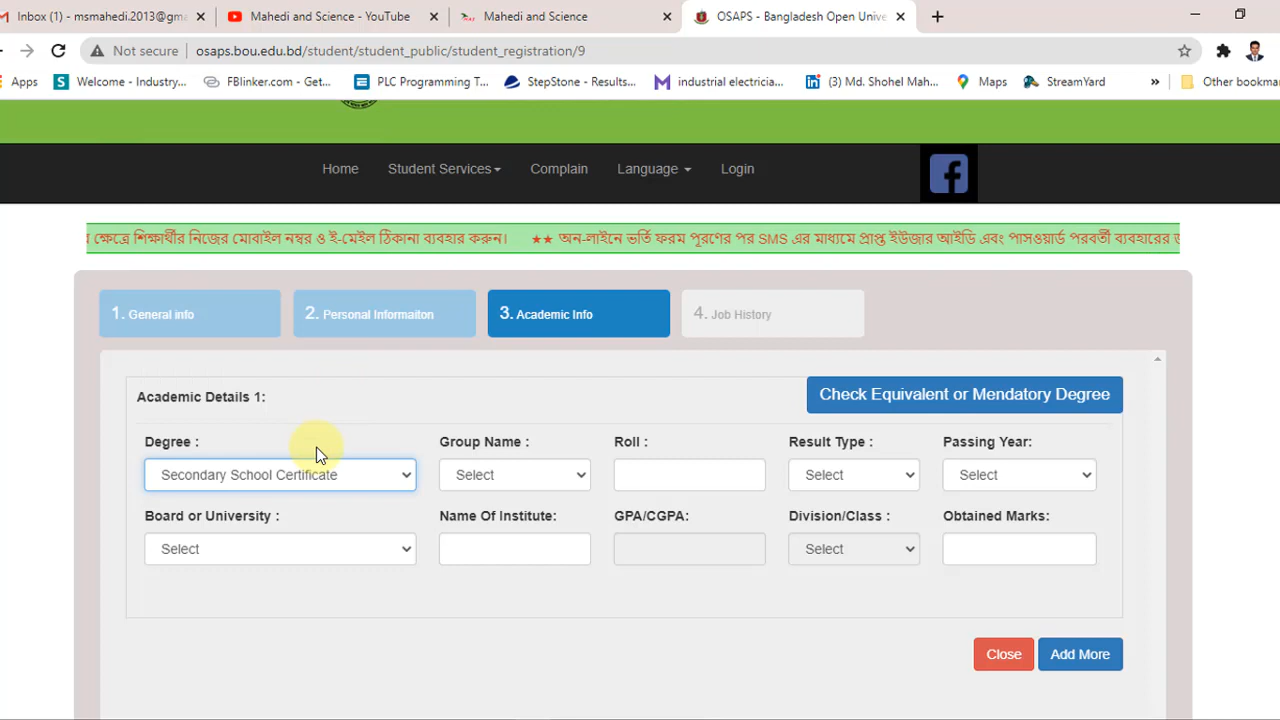 Inbox (1) - msmahedi.2013@gma
Mahedi and Science - YouTube
Mahedi and Science
OSAPS - Bangladesh Open Unive
Not secure
osaps.bou.edu.bd/student/student_public/student_registration/9
Apps
Welcome - Industry...
FBlinker.com - Get...
PLC Programming T...
StepStone - Results...
industrial electricia...
(3) Md. Shohel Mah...
Maps
StreamYard
»
Other bookma
Home
Student Services
Complain
Language
Login
ক্ষেত্রে শিক্ষার্থীর নিজের মোবাইল নম্বর ও ই-মেইল ঠিকানা ব্যবহার করুন। ★★ অন-লাইনে ভর্তি ফরম পূরণের পর SMS এর মাধ্যমে প্রাপ্ত ইউজার আইডি এবং পাসওয়ার্ড পরবর্তী ব্যবহারের
1. General info
2. Personal Informaiton
3. Academic Info
4. Job History
Academic Details 1:
Check Equivalent or Mendatory Degree
Degree :
Group Name :
Roll :
Result Type :
Passing Year:
Secondary School Certificate
Select
Select
Select
Board or University :
Name Of Institute:
GPA/CGPA:
Division/Class :
Obtained Marks:
Select
Select
Close
Add More